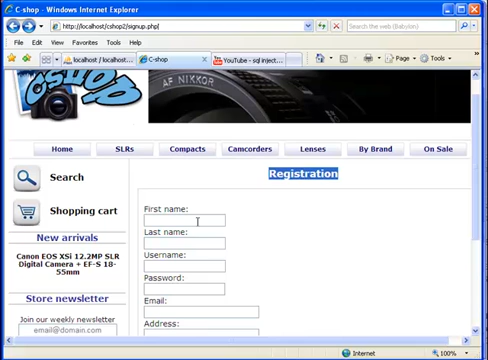 C-shop - Windows Internet Explorer
http://localhost/cshop2/signup.php
Search the web (Babylon)
File Edit View Favorites Tools Help
localhost / localhost...
C-shop
YouTube - sql inject...
Page
Tools
cshop
AF NIKKOR
Home SLRs Compacts Camcorders Lenses By Brand On Sale
Search
Shopping cart
New arrivals
Canon EOS XSi 12.2MP SLR
Digital Camera + EF-S 18-
55mm
Store newsletter
Join our weekly newsletter
email@domain.com
Registration
First name:
Last name:
Username:
Password:
Email:
Address:
Internet
100%